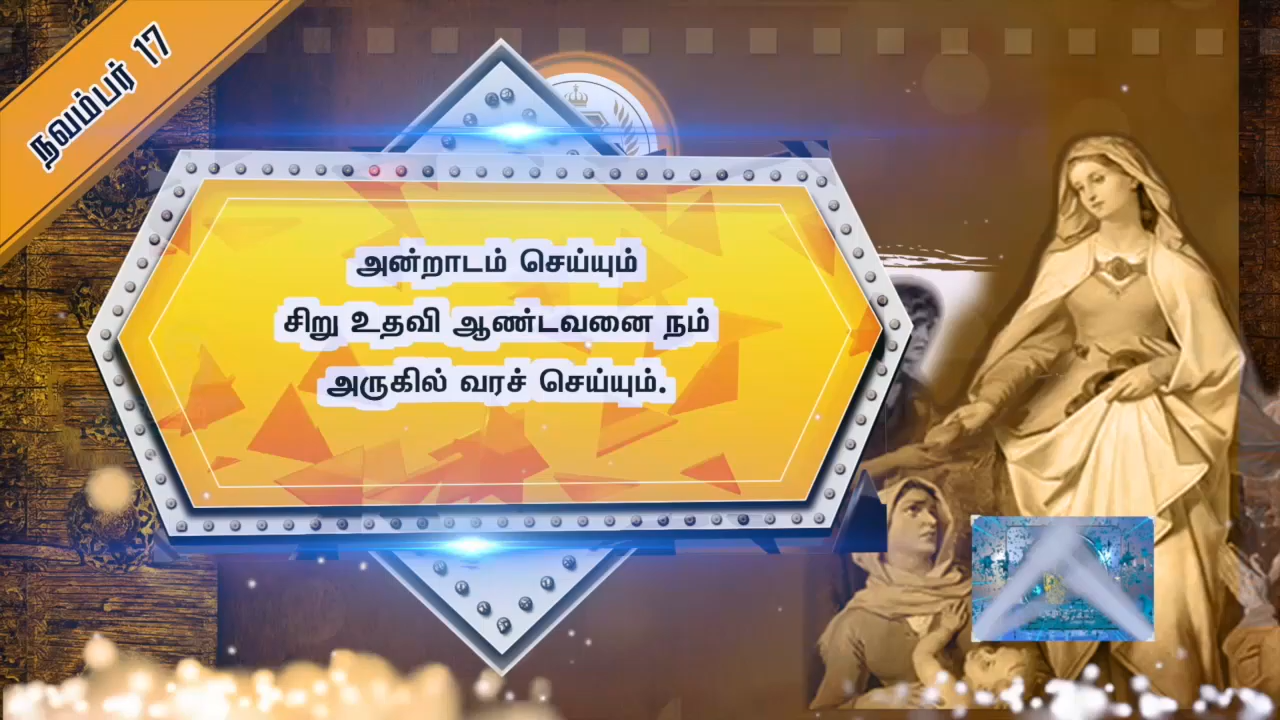 நவம்பர் 17
அன்றாடம் செய்யும்
சிறு உதவி ஆண்டவனை நம்
அருகில் வரச் செய்யும்.